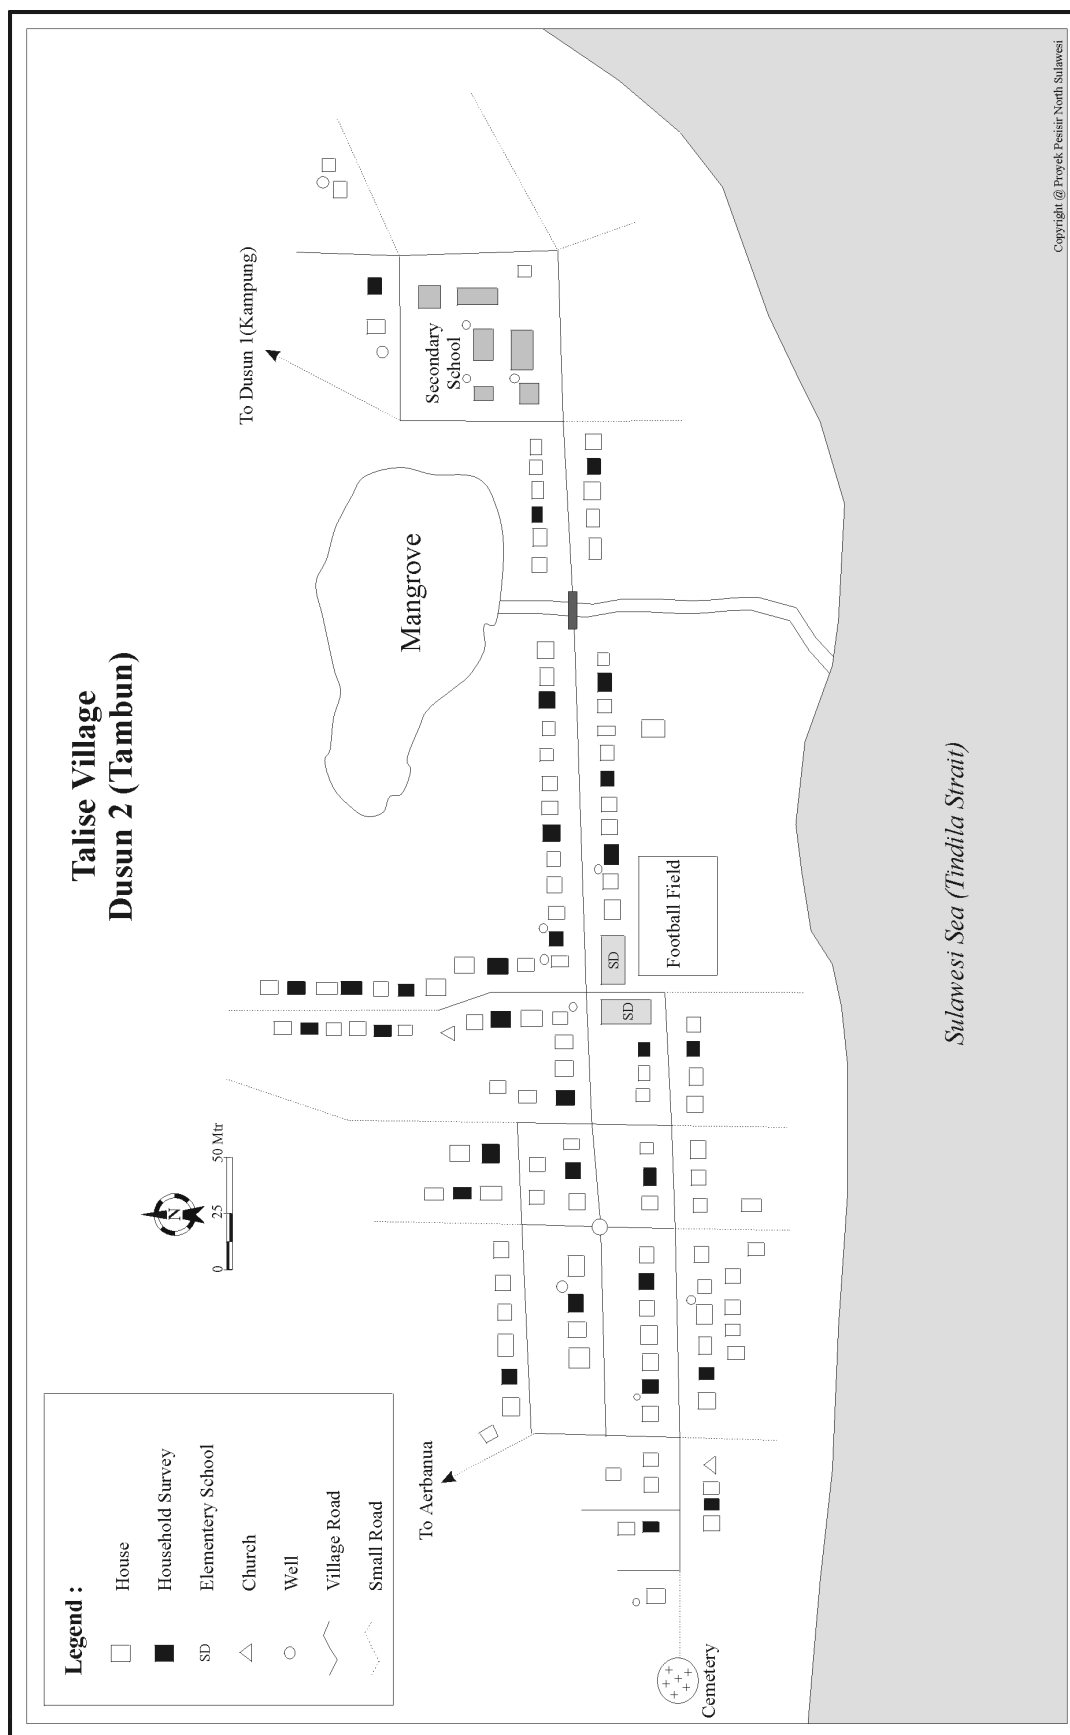 Talise Village
Dusun 2 (Tambun)
N
0
25
50 Mtr
Legend :
House
Household Survey
SD
Elementery School
Church
Well
Village Road
Small Road
To Aerbanua
Cemetery
SD
SD
Football Field
Mangrove
To Dusun 1(Kampung)
Secondary
School
Sulawesi Sea (Tindila Strait)
Copyright @ Proyek Pesisir North Sulawesi